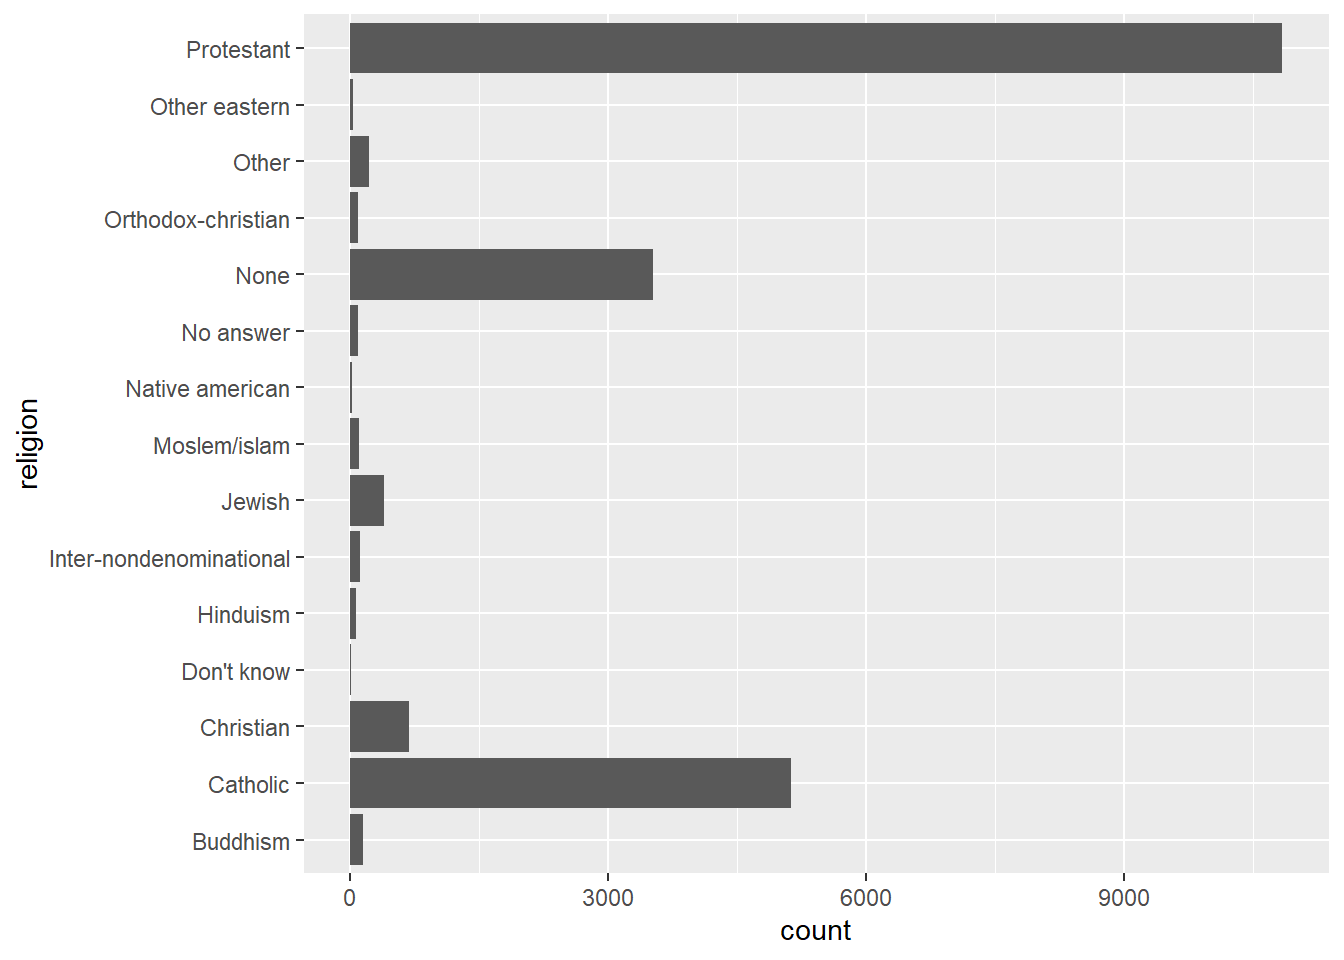 Protestant
Other eastern
Other
Orthodox-christian
None
No answer
Native american
Moslem/islam
Jewish
Inter-nondenominational
Hinduism
Don't know
Christian
Catholic
Buddhism
religion
0 3000 6000 9000
count